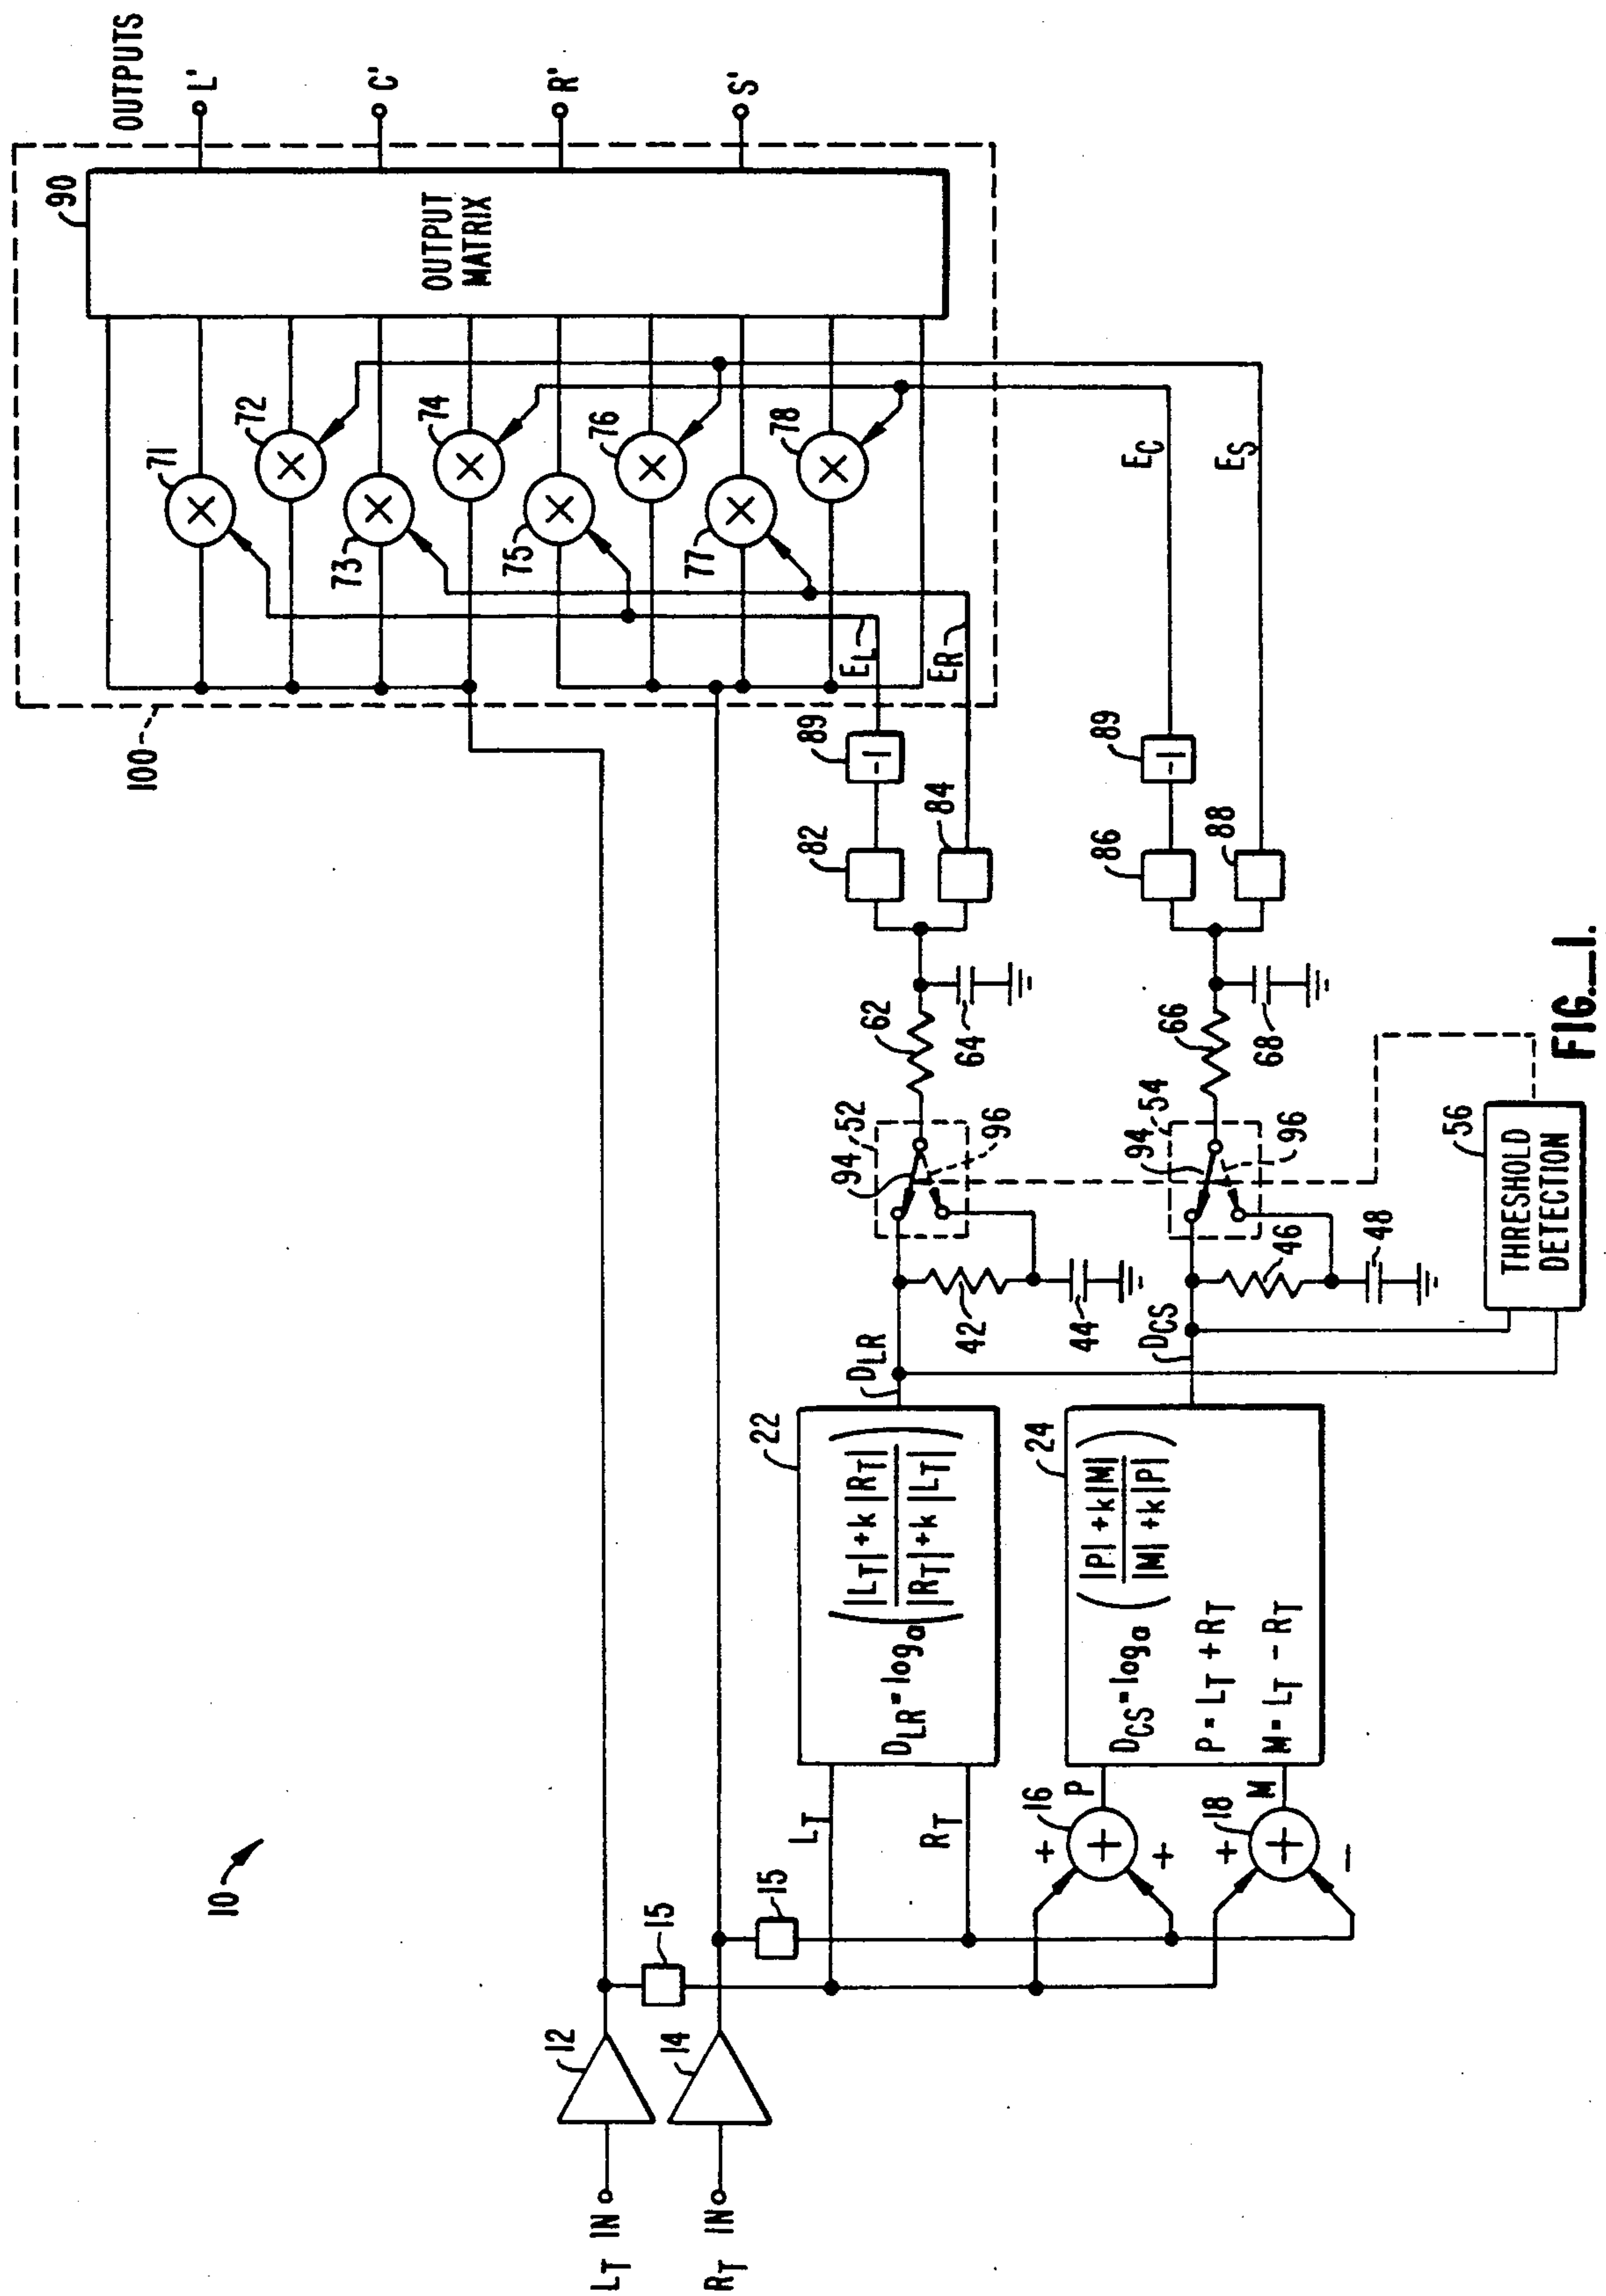 OUTPUTS
L'
C'
R'
S'
90
OUTPUT
MATRIX
71
72
73
74
75
76
77
78
100
EL
ER
EC
ES
89
89
82
84
86
88
62
64
66
68
94
52
96
94
54
96
42
44
46
48
56
THRESHOLD
DETECTION
DLR
DCS
22
DLR = loga ( |LT| + k |RT| / |RT| + k |LT| )
24
DCS = loga ( |P| + k |M| / |M| + k |P| )
P = LT + RT
M = LT - RT
LT
RT
P
M
16
+
+
+
18
+
+
-
15
15
10
12
14
LT IN
RT IN
-1
-1
FIG._1.